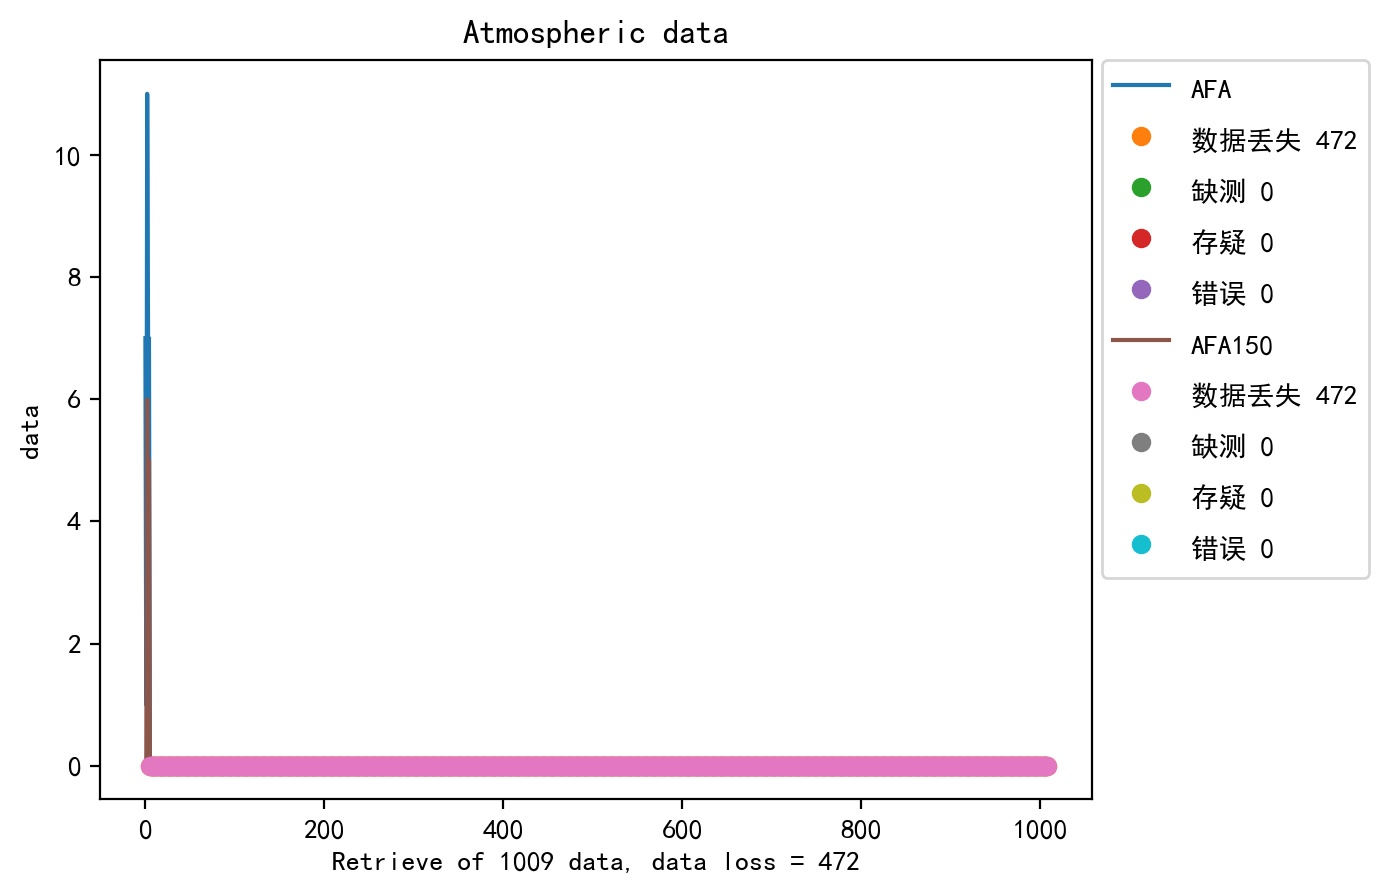 Atmospheric data
AFA
数据丢失 472
缺测 0
存疑 0
错误 0
AFA150
数据丢失 472
缺测 0
存疑 0
错误 0
data
10
8
6
4
2
0
0 200 400 600 800 1000
Retrieve of 1009 data, data loss = 472